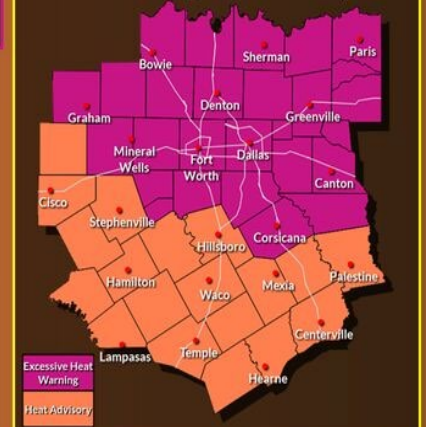 Bowie
Sherman
Paris
Graham
Denton
Greenville
Mineral
Wells
Fort
Worth
Dallas
Canton
Cisco
Stephenville
Hillsboro
Corsicana
Hamilton
Waco
Mexia
Palestine
Lampasas
Temple
Centerville
Hearne
Excessive Heat
Warning
Heat Advisory